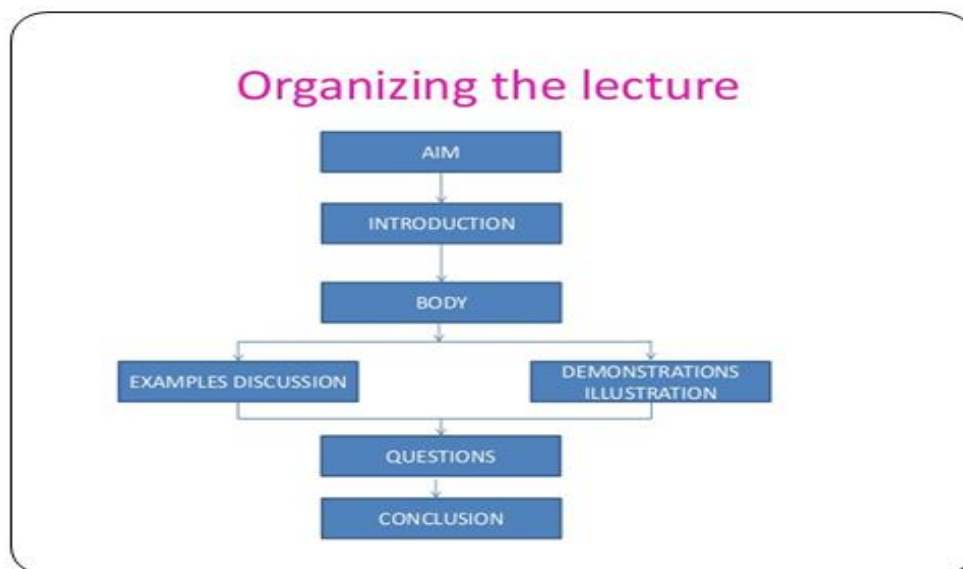 Organizing the lecture
AIM
INTRODUCTION
BODY
EXAMPLES DISCUSSION
DEMONSTRATIONS
ILLUSTRATION
QUESTIONS
CONCLUSION